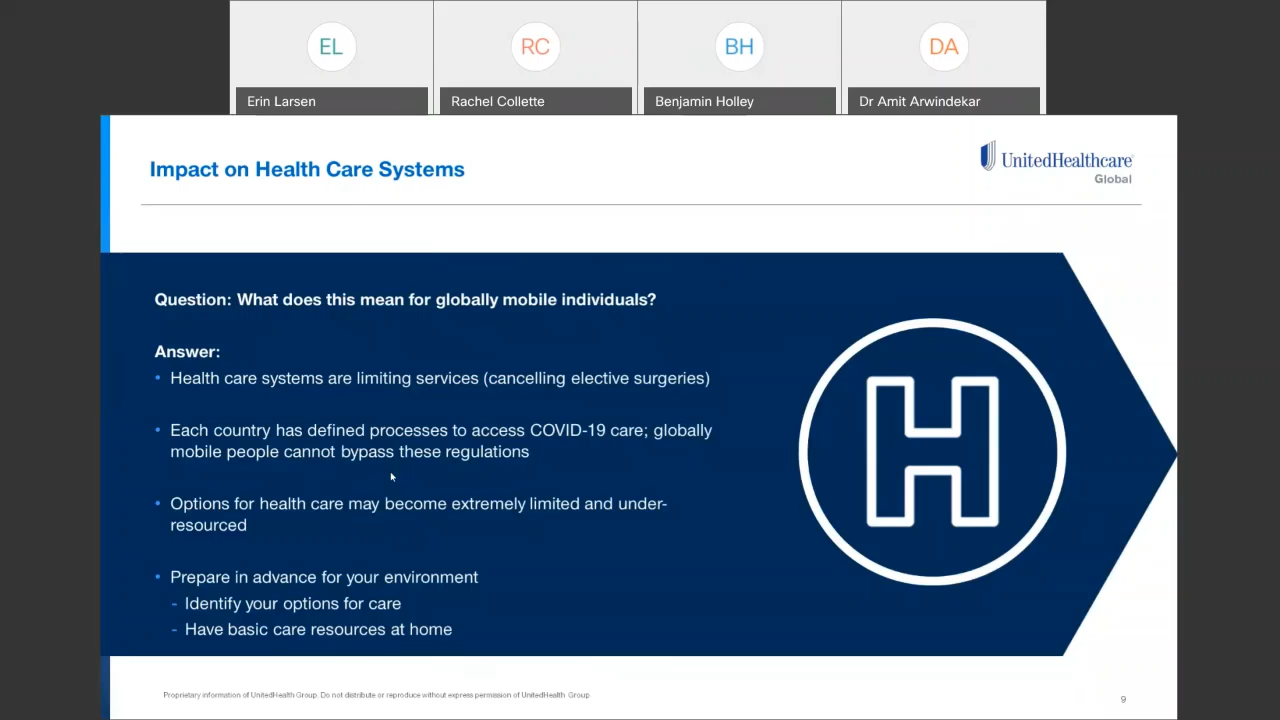 EL
RC
BH
DA
Erin Larsen
Rachel Collette
Benjamin Holley
Dr Amit Arwindekar
Impact on Health Care Systems
UnitedHealthcare
Global
Question: What does this mean for globally mobile individuals?
Answer:
• Health care systems are limiting services (cancelling elective surgeries)
• Each country has defined processes to access COVID-19 care; globally
mobile people cannot bypass these regulations
• Options for health care may become extremely limited and under-
resourced
• Prepare in advance for your environment
- Identify your options for care
- Have basic care resources at home
H
Proprietary information of UnitedHealth Group. Do not distribute or reproduce without express permission of UnitedHealth Group.
9